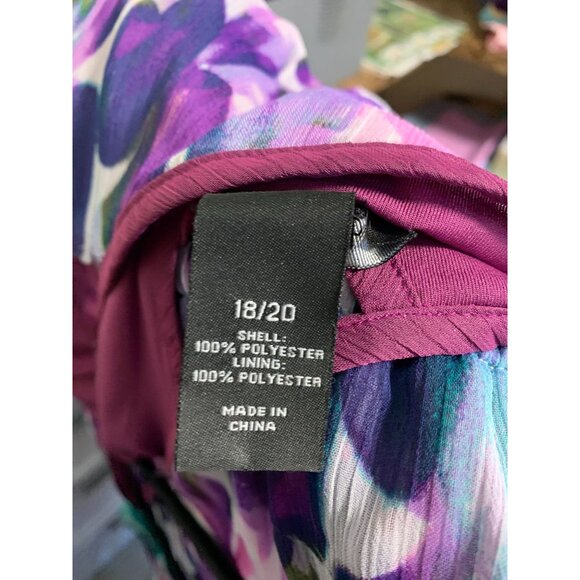 18/20
SHELL:
100% POLYESTER
LINING:
100% POLYESTER
MADE IN
CHINA